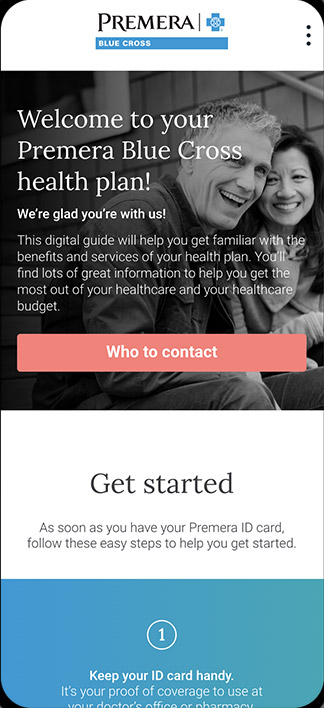 PREMERA
BLUE CROSS
Welcome to your
Premera Blue Cross
health plan!
We’re glad you’re with us!
This digital guide will help you get familiar with the
benefits and services of your health plan. You’ll
find lots of great information to help you get the
most out of your healthcare and your healthcare
budget.
Who to contact
Get started
As soon as you have your Premera ID card,
follow these easy steps to help you get started.
1
Keep your ID card handy.
It’s your proof of coverage to use at
your doctor’s office or pharmacy